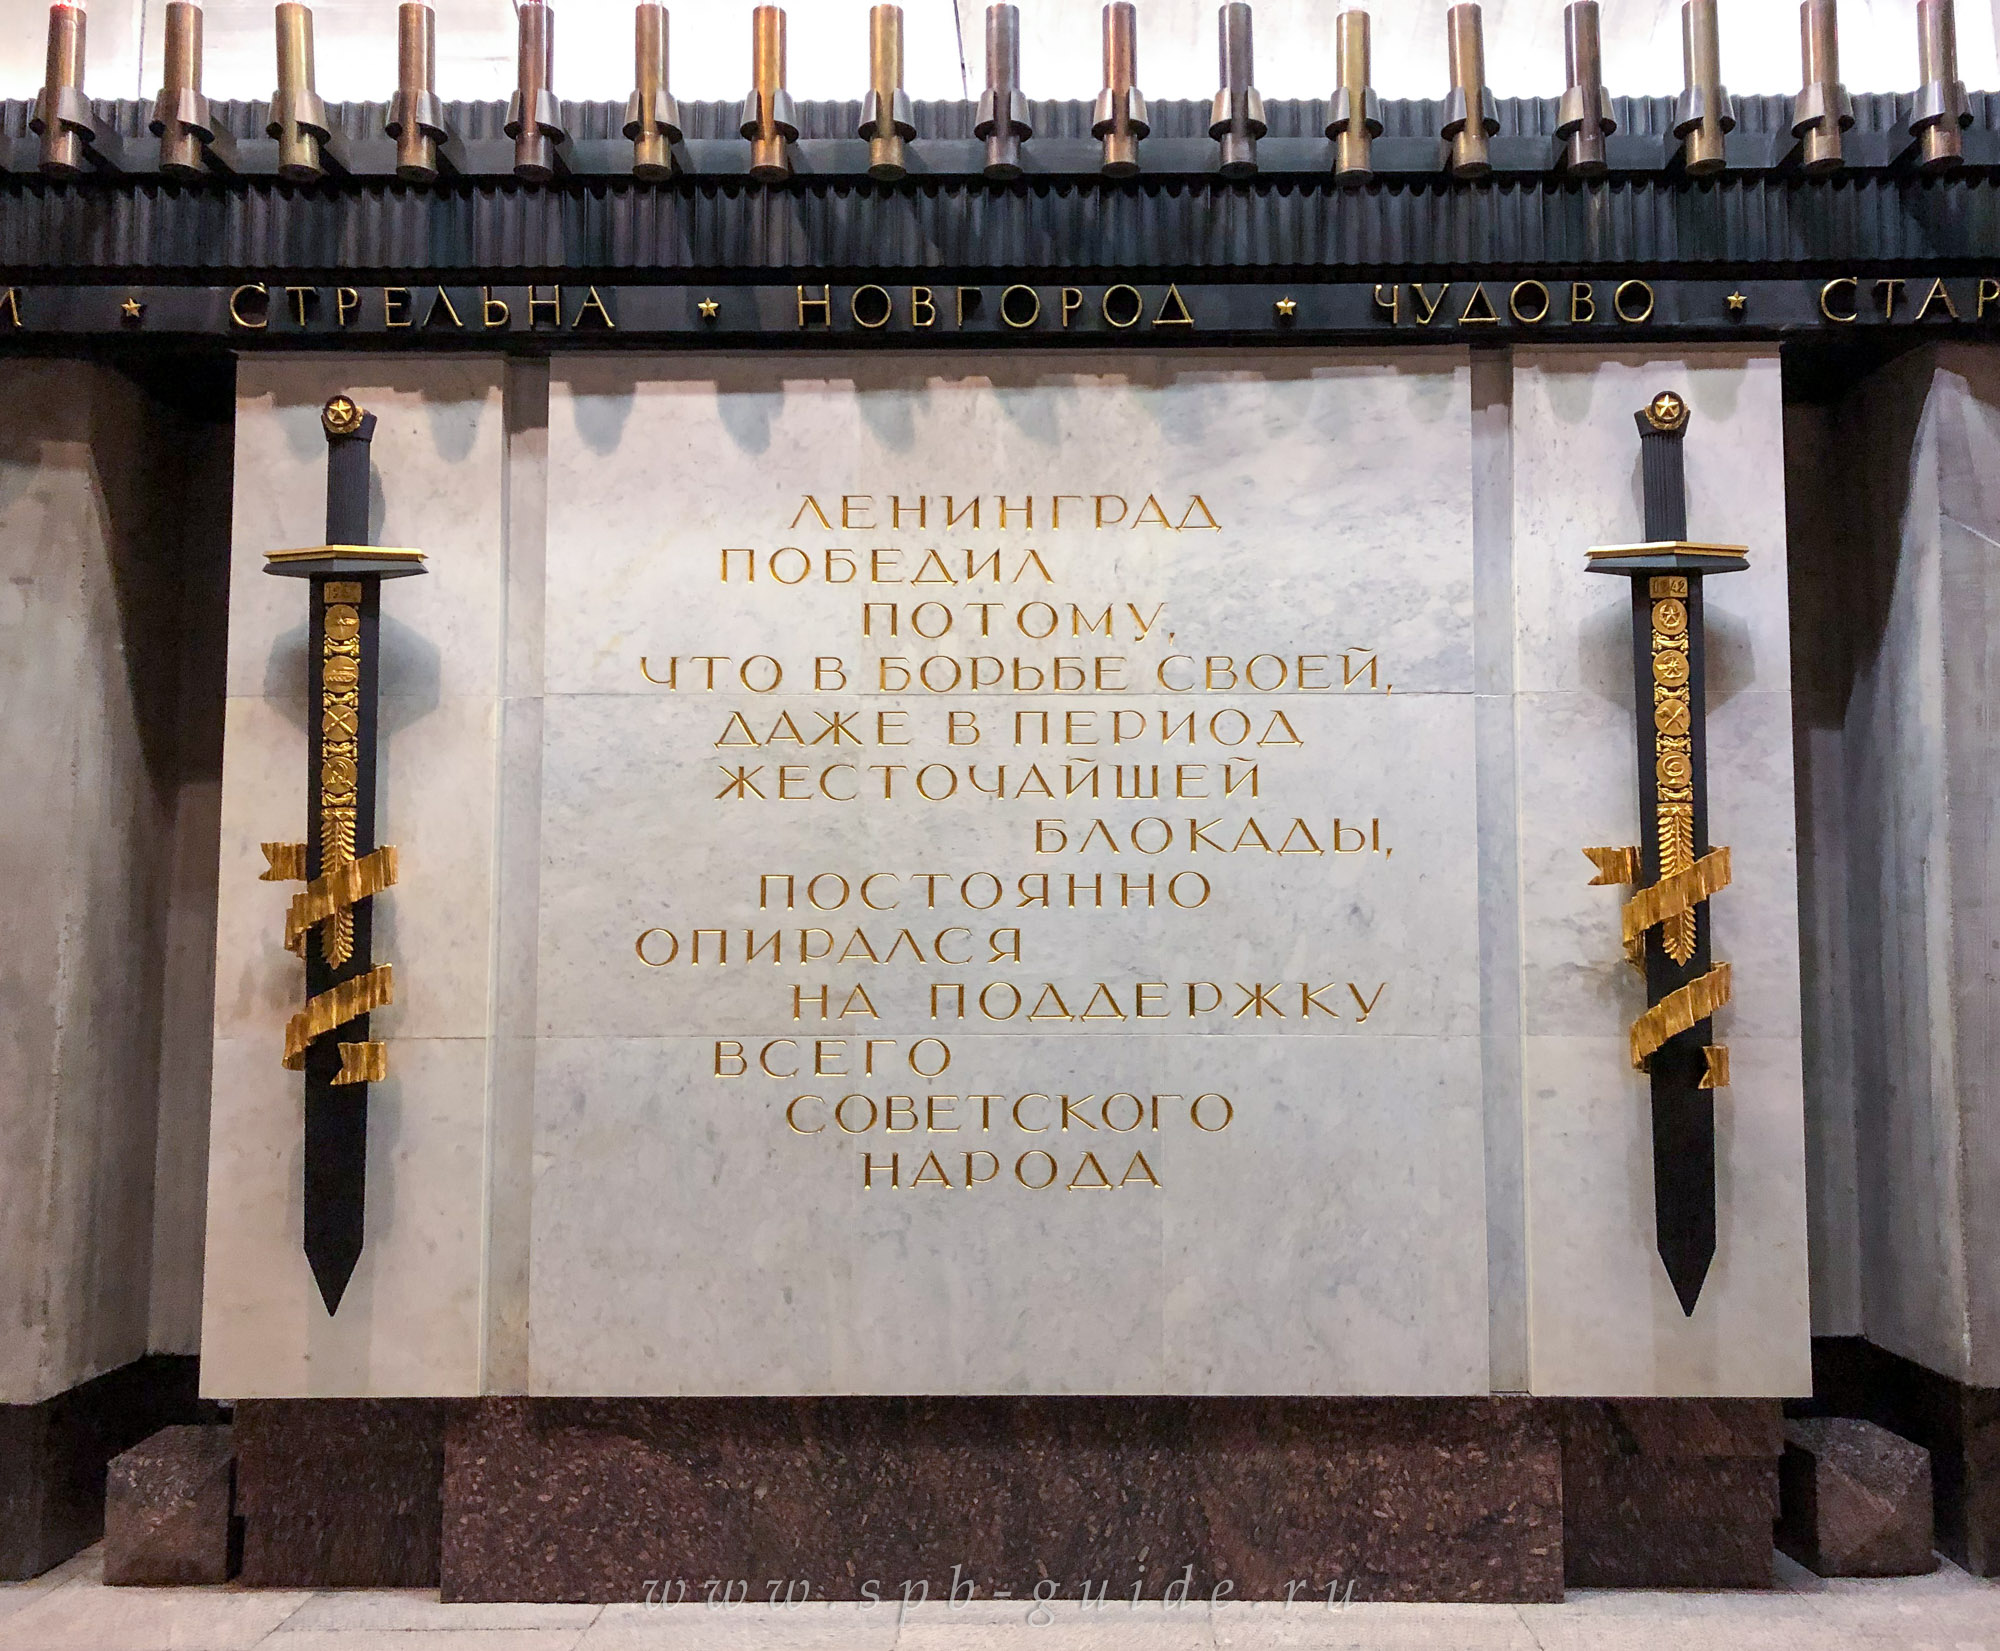 ★ СТРЕЛЬНА ★ НОВГОРОД ★ ЧУДОВО ★
ЛЕНИНГРАД
ПОБЕДИЛ
ПОТОМУ,
ЧТО В БОРЬБЕ СВОЕЙ,
ДАЖЕ В ПЕРИОД
ЖЕСТОЧАЙШЕЙ
БЛОКАДЫ,
ПОСТОЯННО
ОПИРАЛСЯ
НА ПОДДЕРЖКУ
ВСЕГО
СОВЕТСКОГО
НАРОДА
1942
www.spb-guide.ru